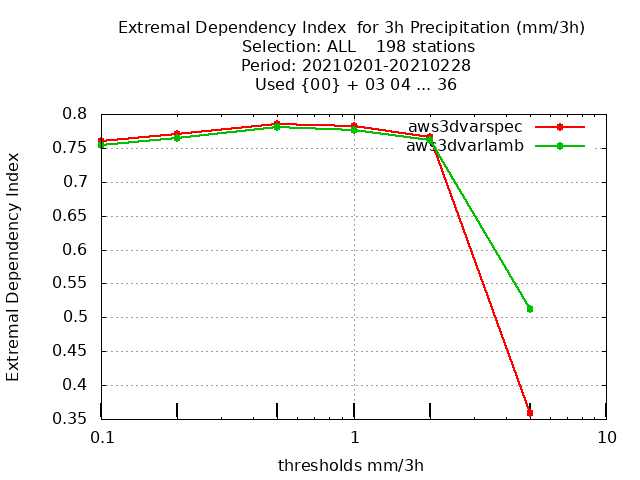 Extremal Dependency Index  for 3h Precipitation (mm/3h)
Selection: ALL    198 stations
Period: 20210201-20210228
Used {00} + 03 04 ... 36
aws3dvarspec
aws3dvarlamb
Extremal Dependency Index
0.8
0.75
0.7
0.65
0.6
0.55
0.5
0.45
0.4
0.35
0.1 1 10
thresholds mm/3h